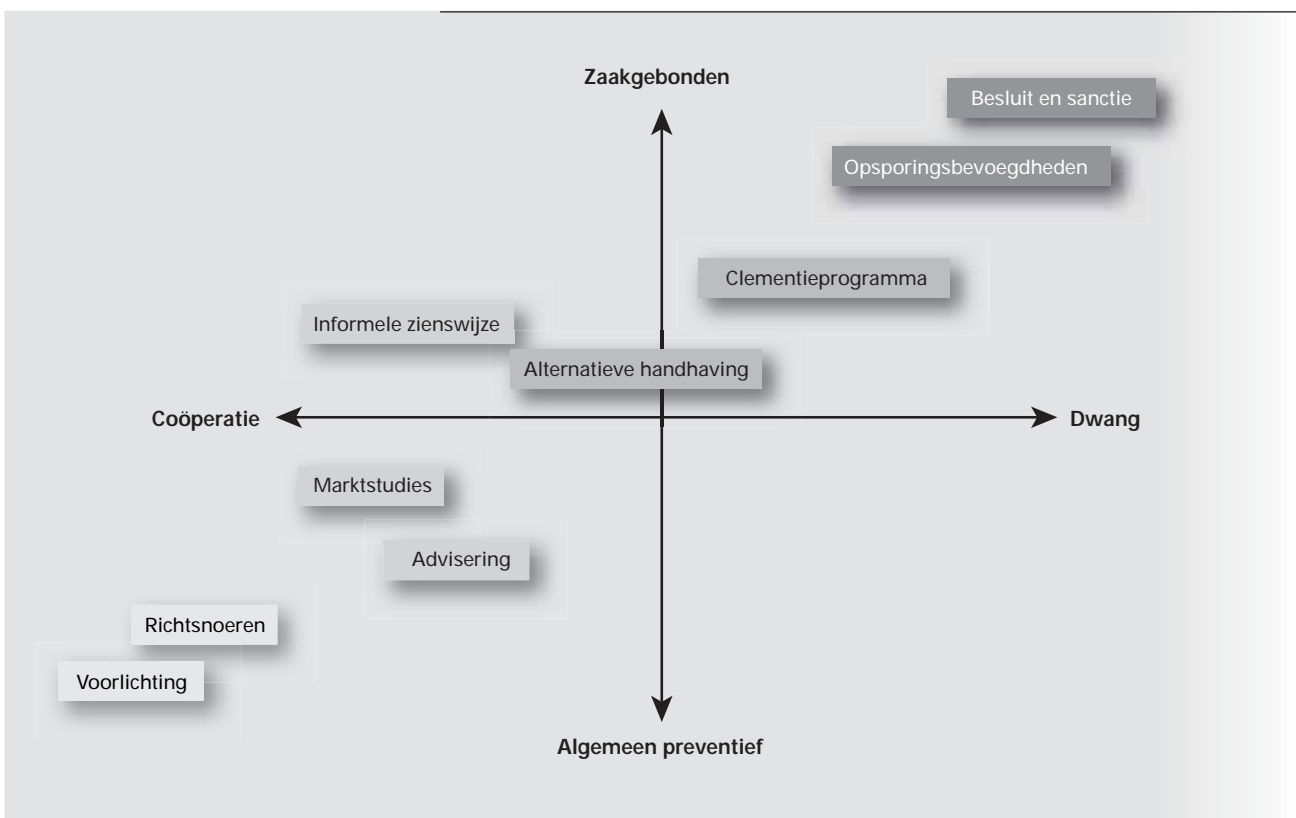 Zaakgebonden
Besluit en sanctie
Opsporingsbevoegdheden
Clementieprogramma
Informele zienswijze
Alternatieve handhaving
Coöperatie
Dwang
Marktstudies
Advisering
Richtsnoeren
Voorlichting
Algemeen preventief